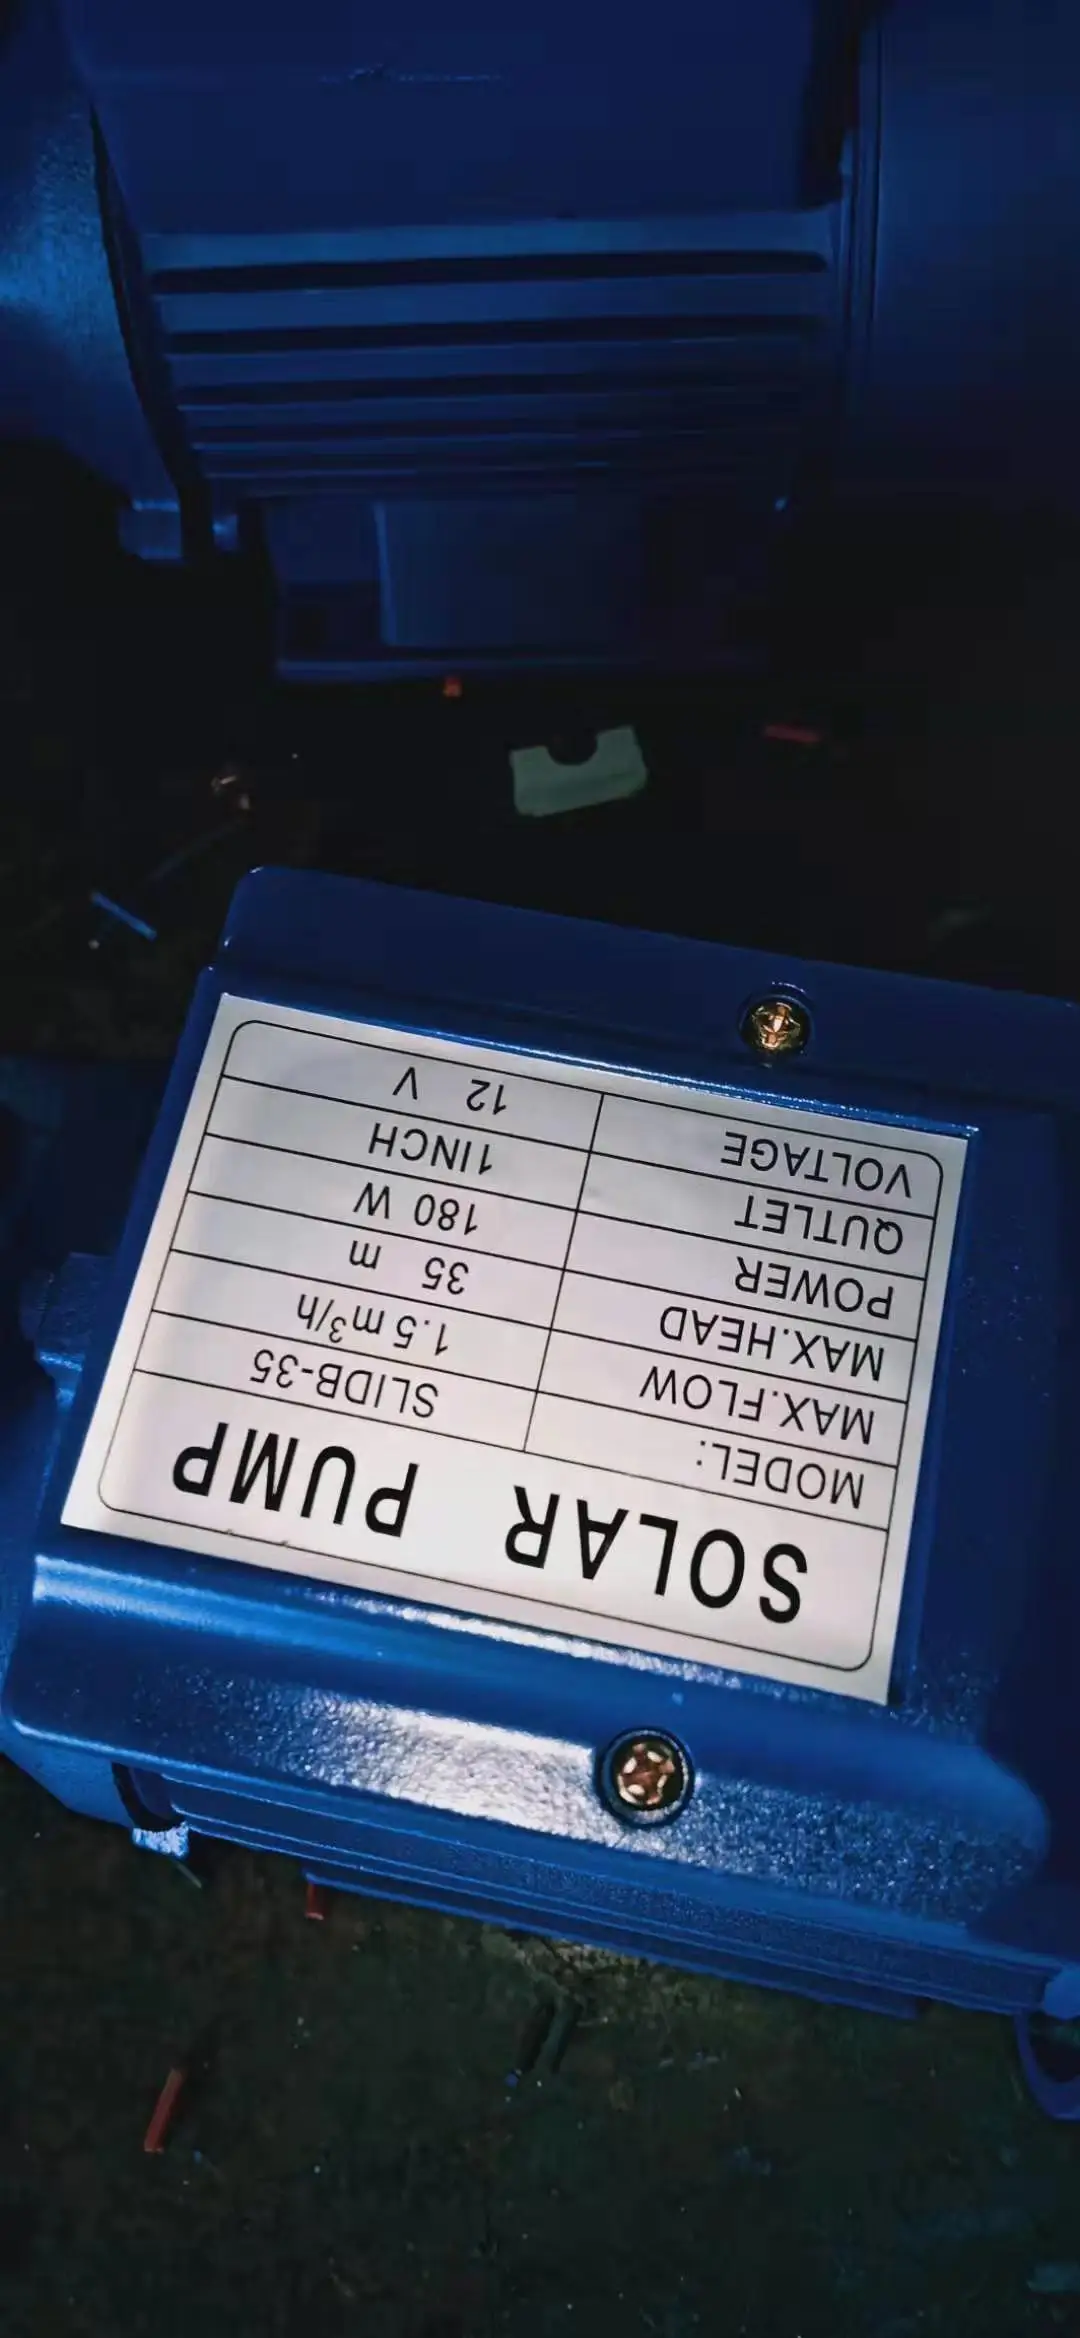 SOLAR PUMP
MODEL: SLIDB-35
MAX.FLOW 1.5 m³/h
MAX.HEAD 35 m
POWER 180 W
QUTLET 1INCH
VOLTAGE 12 V